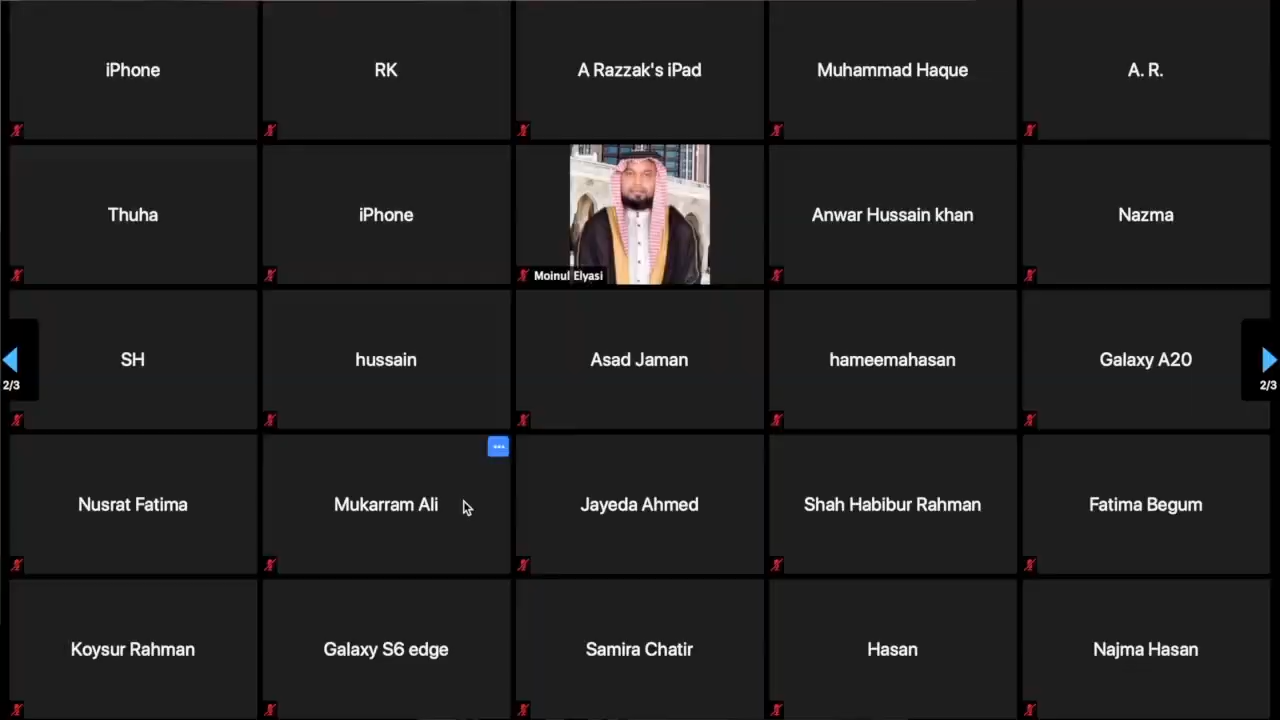 iPhone
RK
A Razzak's iPad
Muhammad Haque
A. R.
Thuha
iPhone
Moinul Elyasi
Anwar Hussain khan
Nazma
SH
hussain
Asad Jaman
hameemahasan
Galaxy A20
2/3
2/3
Nusrat Fatima
Mukarram Ali
Jayeda Ahmed
Shah Habibur Rahman
Fatima Begum
Koysur Rahman
Galaxy S6 edge
Samira Chatir
Hasan
Najma Hasan